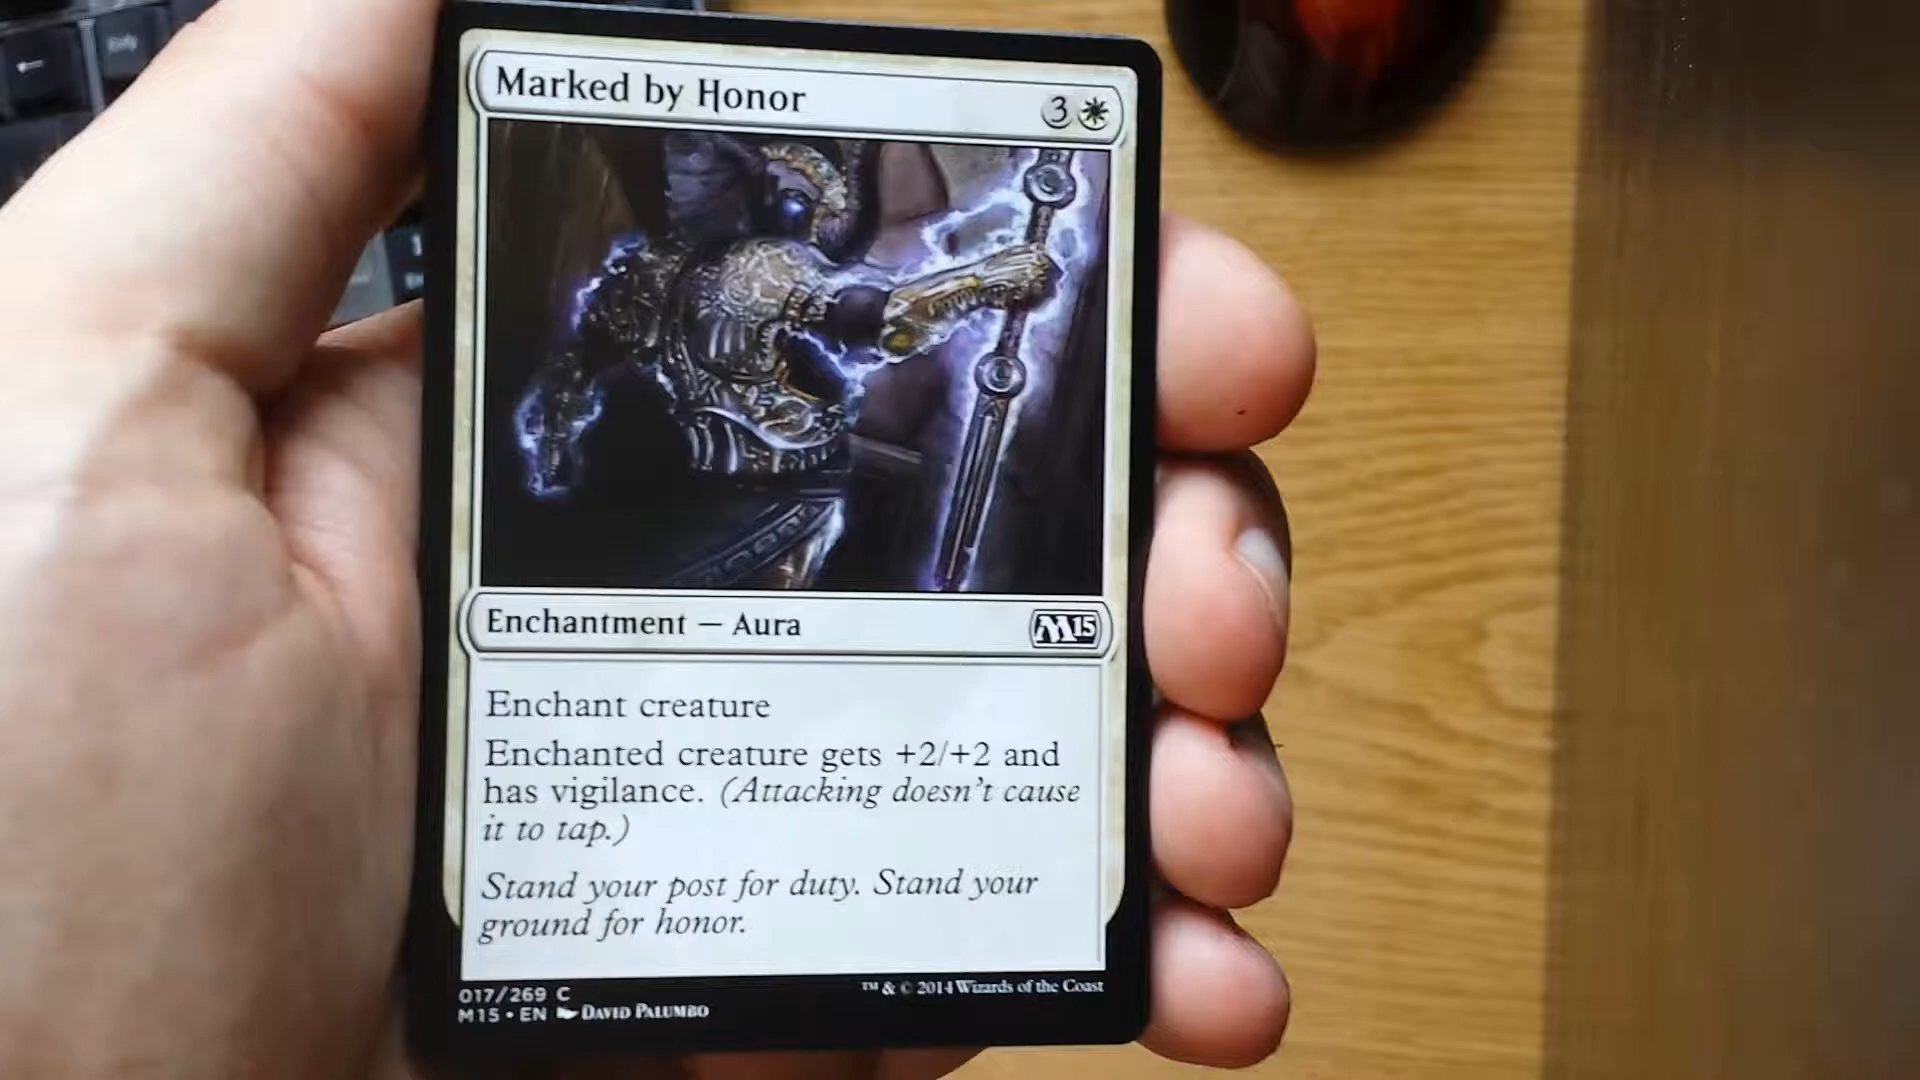 Marked by Honor
3
Enchantment — Aura
M15
Enchant creature
Enchanted creature gets +2/+2 and
has vigilance. (Attacking doesn't cause
it to tap.)
Stand your post for duty. Stand your
ground for honor.
017/269 C
™ & © 2014 Wizards of the Coast
M15 • EN David Palumbo